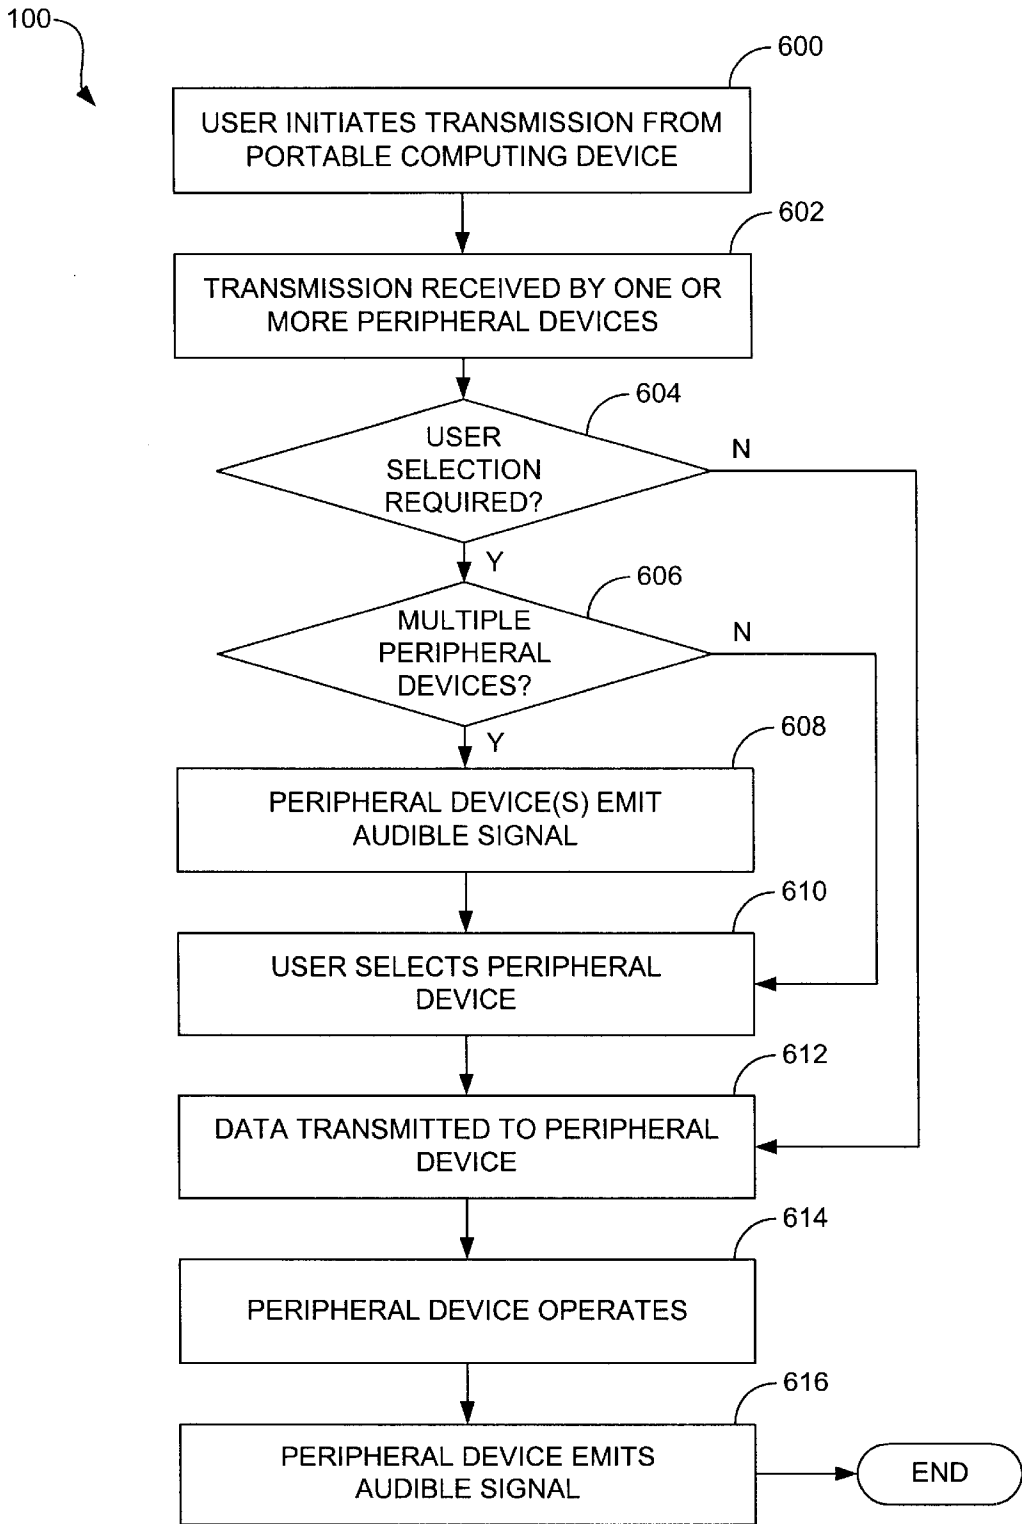 100
600
USER INITIATES TRANSMISSION FROM
PORTABLE COMPUTING DEVICE
602
TRANSMISSION RECEIVED BY ONE OR
MORE PERIPHERAL DEVICES
604
USER
SELECTION
REQUIRED?
N
Y
606
MULTIPLE
PERIPHERAL
DEVICES?
N
Y
608
PERIPHERAL DEVICE(S) EMIT
AUDIBLE SIGNAL
610
USER SELECTS PERIPHERAL
DEVICE
612
DATA TRANSMITTED TO PERIPHERAL
DEVICE
614
PERIPHERAL DEVICE OPERATES
616
PERIPHERAL DEVICE EMITS
AUDIBLE SIGNAL
END